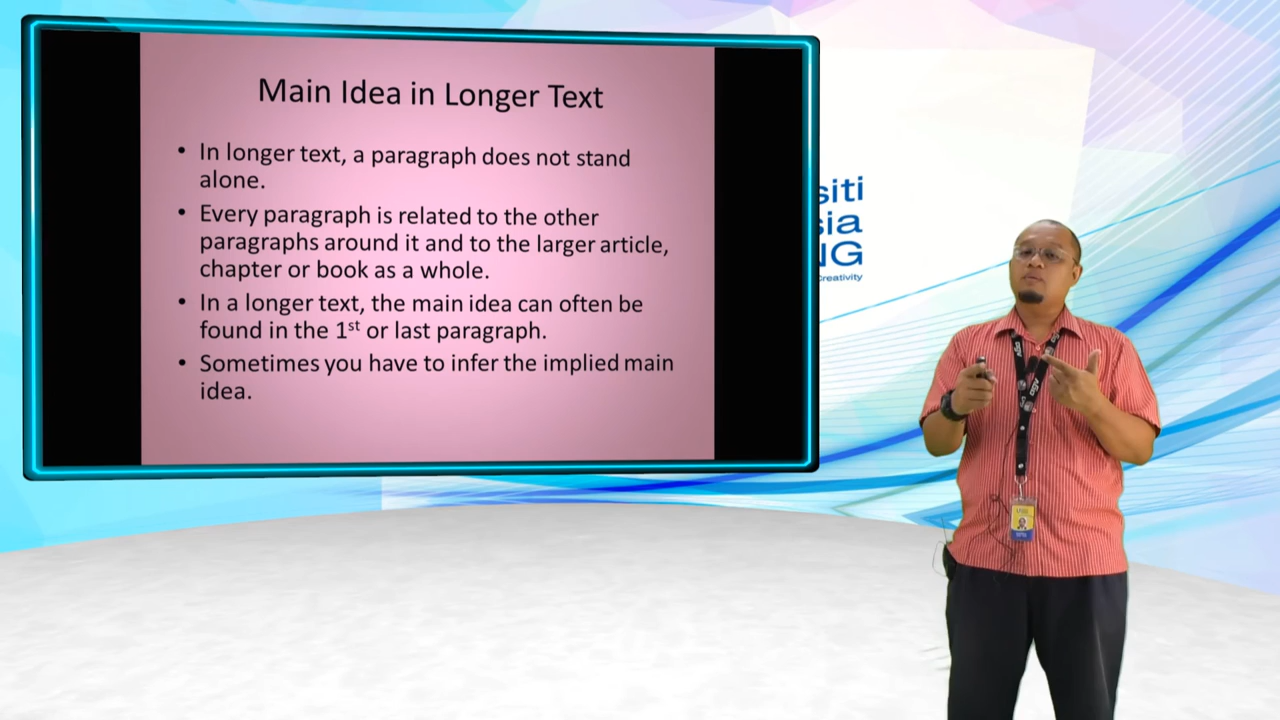 Main Idea in Longer Text
• In longer text, a paragraph does not stand
alone.
• Every paragraph is related to the other
paragraphs around it and to the larger article,
chapter or book as a whole.
• In a longer text, the main idea can often be
found in the 1st or last paragraph.
• Sometimes you have to infer the implied main
idea.
siti
sia
NG
Creativity